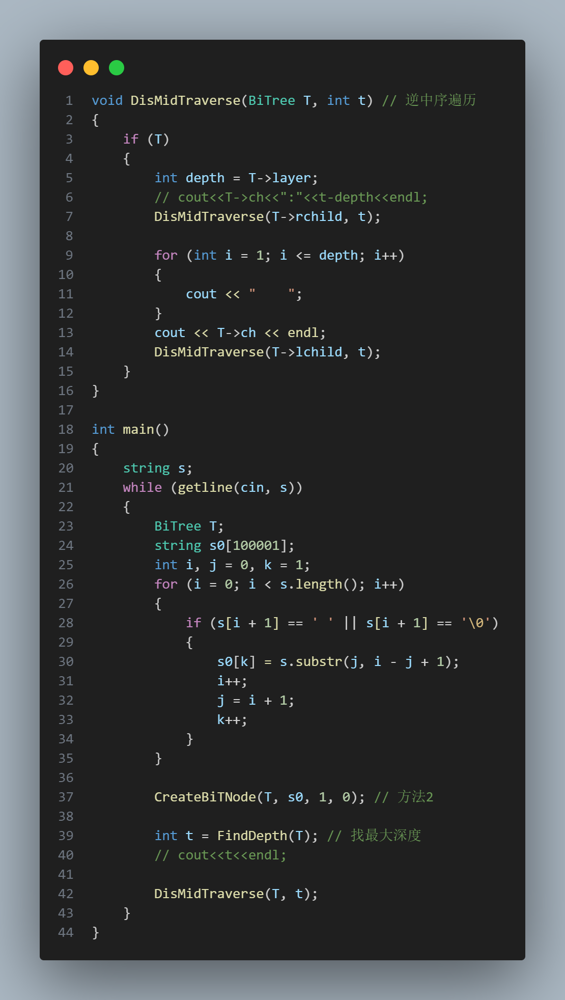 1 void DisMidTraverse(BiTree T, int t) // 逆中序遍历
2 {
3     if (T)
4     {
5         int depth = T->layer;
6         // cout<<T->ch<<":"<<t-depth<<endl;
7         DisMidTraverse(T->rchild, t);
8
9         for (int i = 1; i <= depth; i++)
10         {
11             cout << "    ";
12         }
13         cout << T->ch << endl;
14         DisMidTraverse(T->lchild, t);
15     }
16 }
17
18 int main()
19 {
20     string s;
21     while (getline(cin, s))
22     {
23         BiTree T;
24         string s0[100001];
25         int i, j = 0, k = 1;
26         for (i = 0; i < s.length(); i++)
27         {
28             if (s[i + 1] == ' ' || s[i + 1] == '\0')
29             {
30                 s0[k] = s.substr(j, i - j + 1);
31                 i++;
32                 j = i + 1;
33                 k++;
34             }
35         }
36
37         CreateBiTNode(T, s0, 1, 0); // 方法2
38
39         int t = FindDepth(T); // 找最大深度
40         // cout<<t<<endl;
41
42         DisMidTraverse(T, t);
43     }
44 }